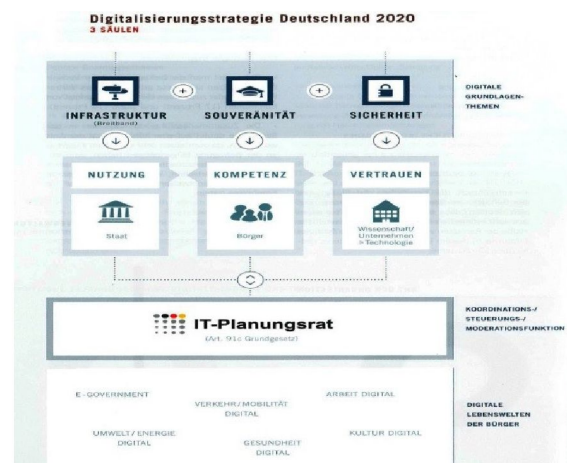 Digitalisierungsstrategie Deutschland 2020
3 SÄULEN
INFRASTRUKTUR
(Breitband)
SOUVERÄNITÄT
SICHERHEIT
DIGITALE
GRUNDLAGEN-
THEMEN
NUTZUNG
KOMPETENZ
VERTRAUEN
Staat
Bürger
Wissenschaft/
Unternehmen
> Technologie
IT-Planungsrat
(Art. 91c Grundgesetz)
KOORDINATIONS-/
STEUERUNGS-/
MODERATIONSFUNKTION
E-GOVERNMENT
VERKEHR/MOBILITÄT
DIGITAL
ARBEIT DIGITAL
UMWELT/ENERGIE
DIGITAL
GESUNDHEIT
DIGITAL
KULTUR DIGITAL
DIGITALE
LEBENSWELTEN
DER BÜRGER